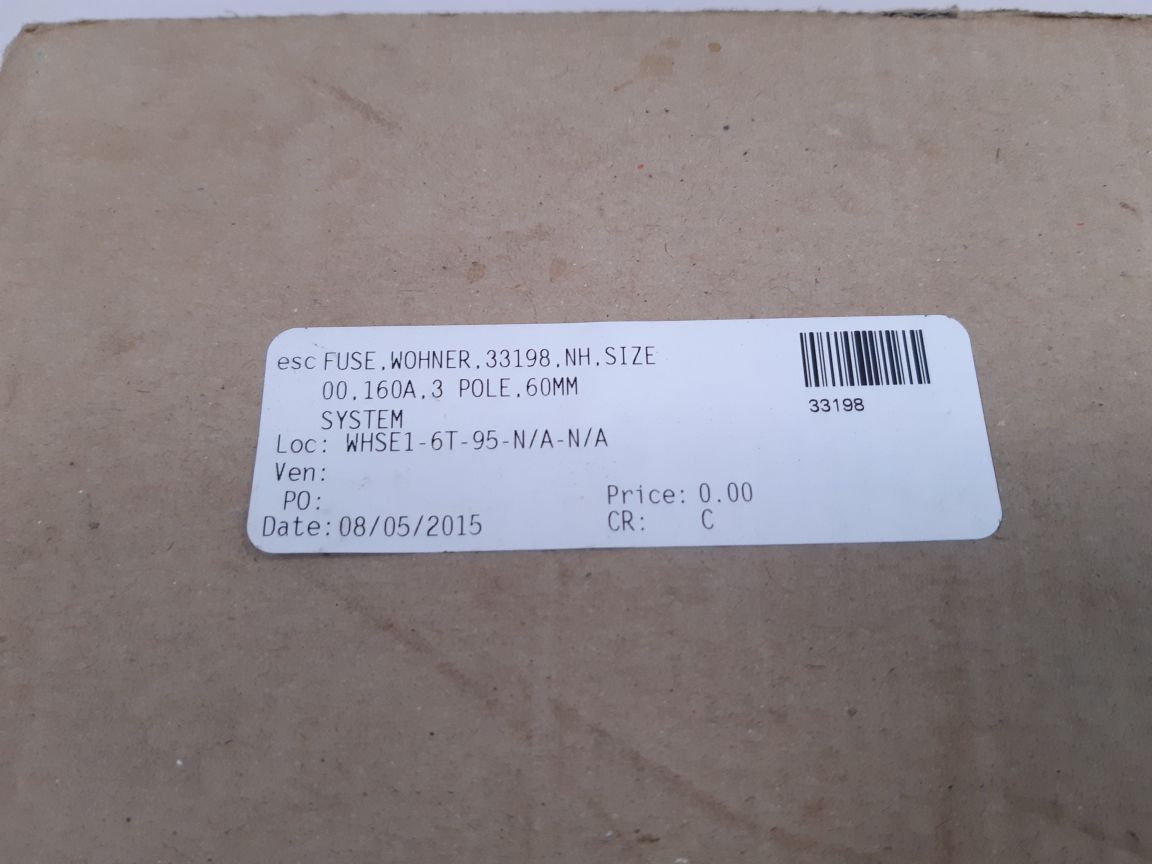 esc FUSE,WOHNER,33198,NH,SIZE
00,160A,3 POLE,60MM
SYSTEM
Loc: WHSE1-6T-95-N/A-N/A
Ven:
PO:
Price: 0.00
Date: 08/05/2015
CR: C
33198